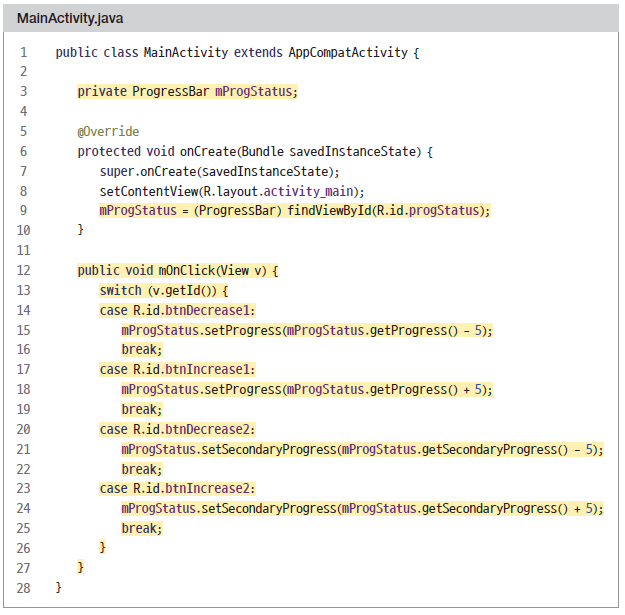 MainActivity.java
1 public class MainActivity extends AppCompatActivity {
2
3 private ProgressBar mProgStatus;
4
5 @Override
6 protected void onCreate(Bundle savedInstanceState) {
7 super.onCreate(savedInstanceState);
8 setContentView(R.layout.activity_main);
9 mProgStatus = (ProgressBar) findViewById(R.id.progStatus);
10 }
11
12 public void mOnClick(View v) {
13 switch (v.getId()) {
14 case R.id.btnDecrease1:
15 mProgStatus.setProgress(mProgStatus.getProgress() - 5);
16 break;
17 case R.id.btnIncrease1:
18 mProgStatus.setProgress(mProgStatus.getProgress() + 5);
19 break;
20 case R.id.btnDecrease2:
21 mProgStatus.setSecondaryProgress(mProgStatus.getSecondaryProgress() - 5);
22 break;
23 case R.id.btnIncrease2:
24 mProgStatus.setSecondaryProgress(mProgStatus.getSecondaryProgress() + 5);
25 break;
26 }
27 }
28 }